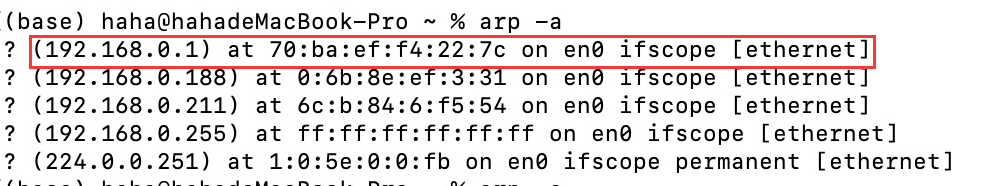 (base) haha@hahadeMacBook-Pro ~ % arp -a
? (192.168.0.1) at 70:ba:ef:f4:22:7c on en0 ifscope [ethernet]
? (192.168.0.188) at 0:6b:8e:ef:3:31 on en0 ifscope [ethernet]
? (192.168.0.211) at 6c:b:84:6:f5:54 on en0 ifscope [ethernet]
? (192.168.0.255) at ff:ff:ff:ff:ff:ff on en0 ifscope [ethernet]
? (224.0.0.251) at 1:0:5e:0:0:fb on en0 ifscope permanent [ethernet]
(base) haha@hahadeMacBook-Pro ~ % arp -a